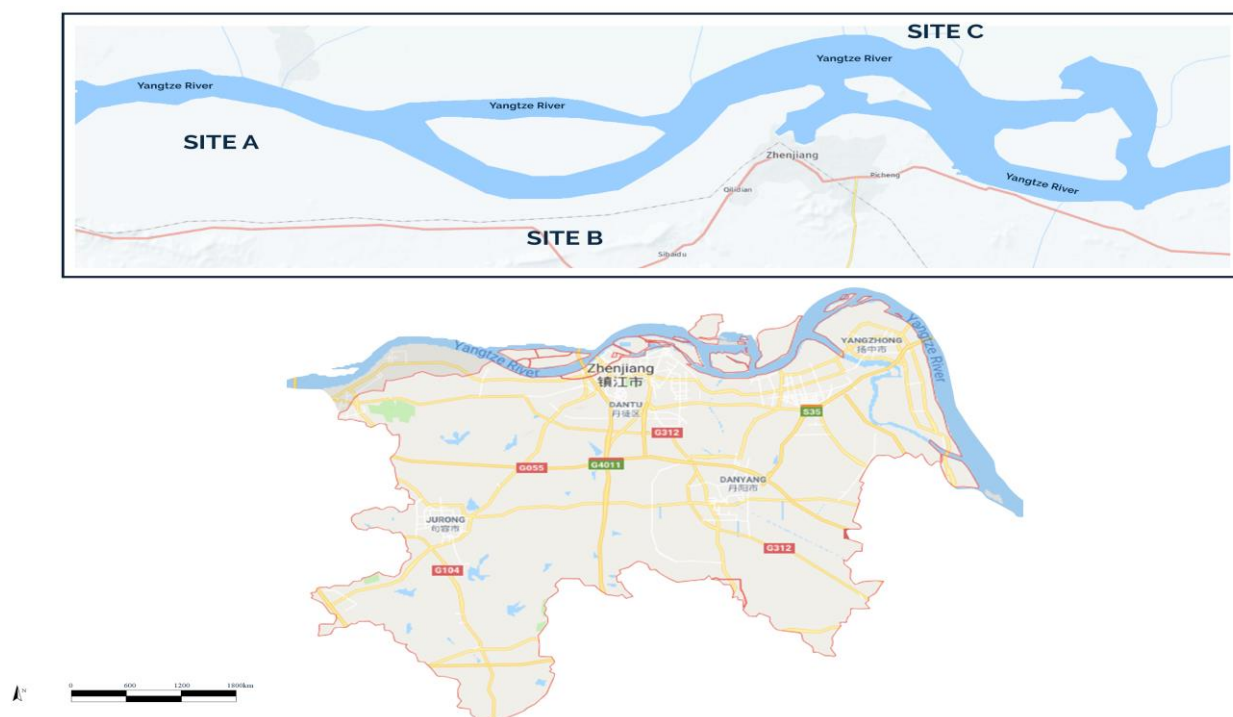 SITE C
Yangtze River
Yangtze River
Yangtze River
SITE A
Zhenjiang
Picheng
Qilidian
Yangtze River
SITE B
Sibaidu
Yangtze River
Yangtze River
YANGZHONG
扬中市
Zhenjiang
镇江市
DANTU
丹徒区
S35
G312
G055
G4011
DANYANG
丹阳市
JURONG
句容市
G312
G104
N
0 600 1200 1800km